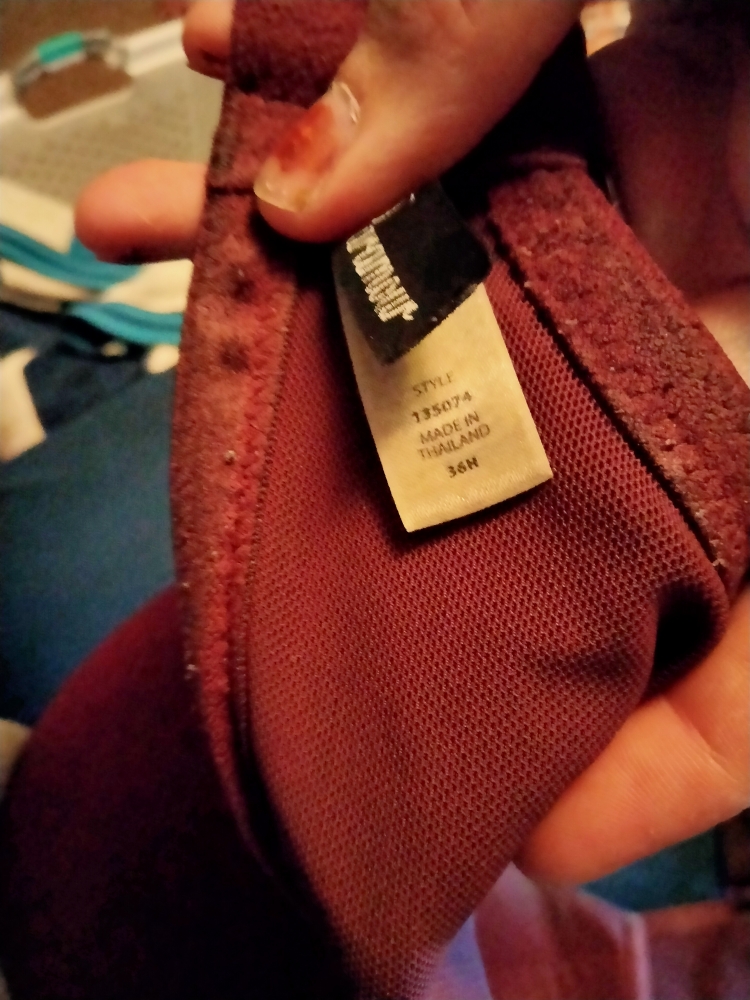 STYLE
135074
MADE IN
THAILAND
36H